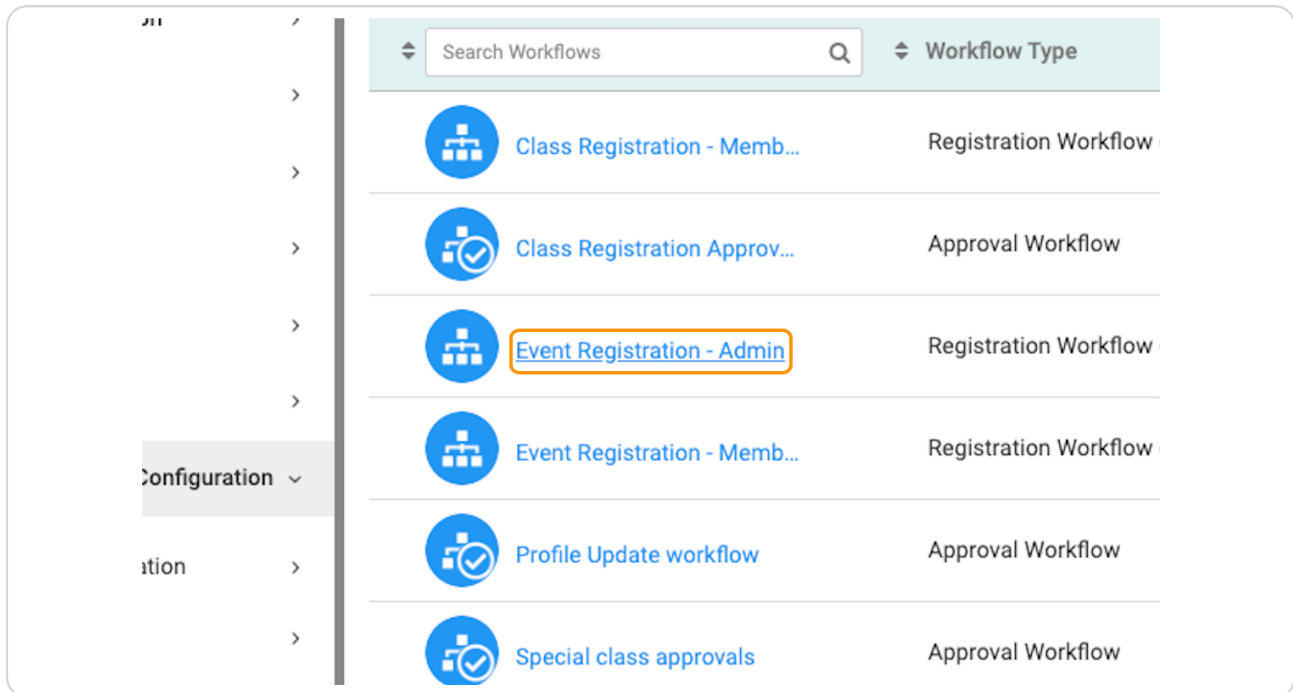 Search Workflows
Workflow Type
Class Registration - Memb...
Registration Workflow
Class Registration Approv...
Approval Workflow
Event Registration - Admin
Registration Workflow
Event Registration - Memb...
Registration Workflow
Configuration
Profile Update workflow
Approval Workflow
ation
Special class approvals
Approval Workflow